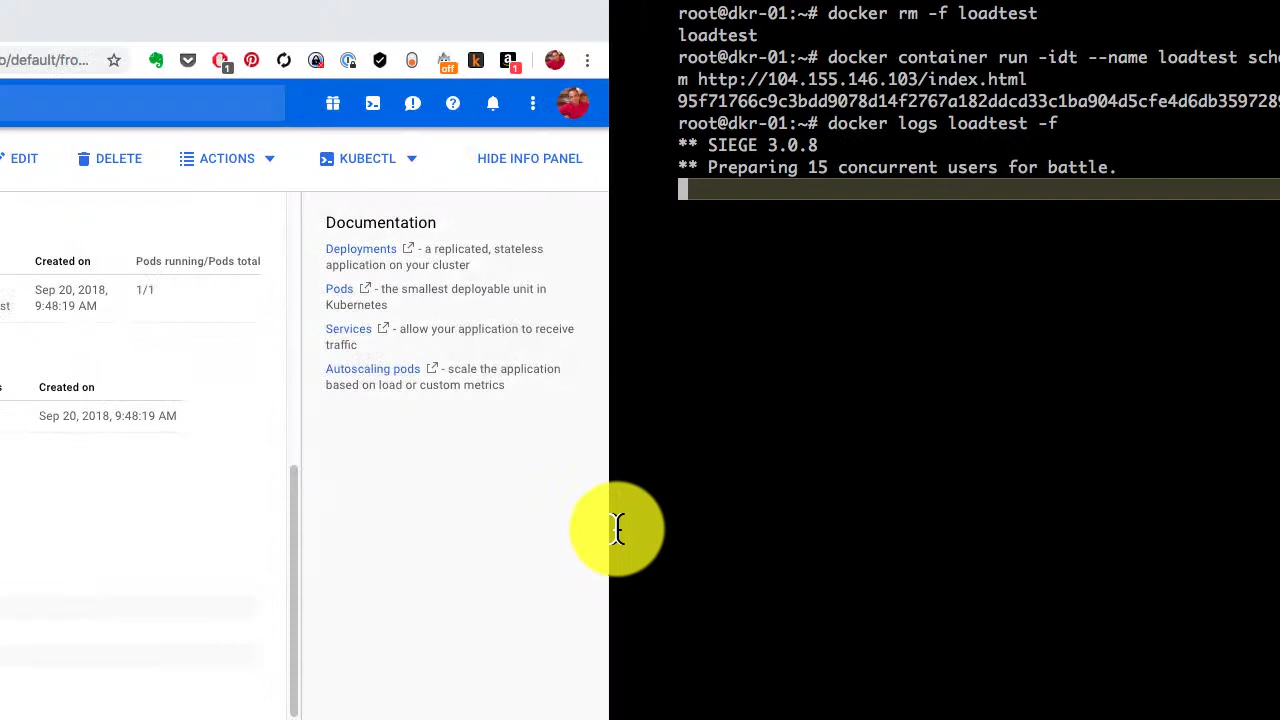 o/default/fro...
1
off
k
a
1
EDIT
DELETE
ACTIONS
KUBECTL
HIDE INFO PANEL
Created on
Pods running/Pods total
Sep 20, 2018,
9:48:19 AM
1/1
st
s
Created on
Sep 20, 2018, 9:48:19 AM
Documentation
Deployments - a replicated, stateless
application on your cluster
Pods - the smallest deployable unit in
Kubernetes
Services - allow your application to receive
traffic
Autoscaling pods - scale the application
based on load or custom metrics
root@dkr-01:~# docker rm -f loadtest
loadtest
root@dkr-01:~# docker container run -idt --name loadtest sche
m http://104.155.146.103/index.html
95f71766c9c3bdd9078d14f2767a182ddcd33c1ba904d5cfe4d6db3597289
root@dkr-01:~# docker logs loadtest -f
** SIEGE 3.0.8
** Preparing 15 concurrent users for battle.